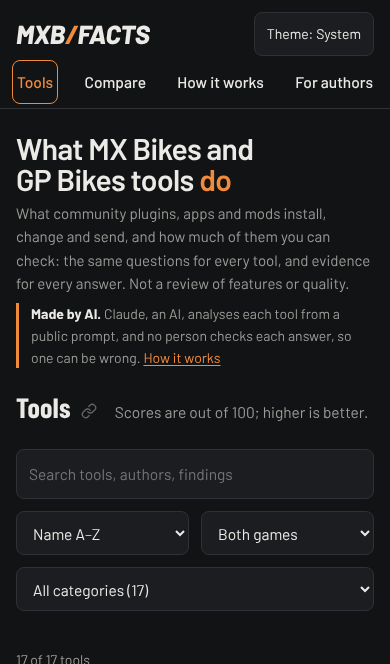 MXB/FACTS
Theme: System
Tools
Compare
How it works
For authors
What MX Bikes and
GP Bikes tools do
What community plugins, apps and mods install,
change and send, and how much of them you can
check: the same questions for every tool, and evidence
for every answer. Not a review of features or quality.
Made by AI. Claude, an AI, analyses each tool from a
public prompt, and no person checks each answer, so
one can be wrong. How it works
Tools
Scores are out of 100; higher is better.
Search tools, authors, findings
Name A–Z
Both games
All categories (17)
17 of 17 tools